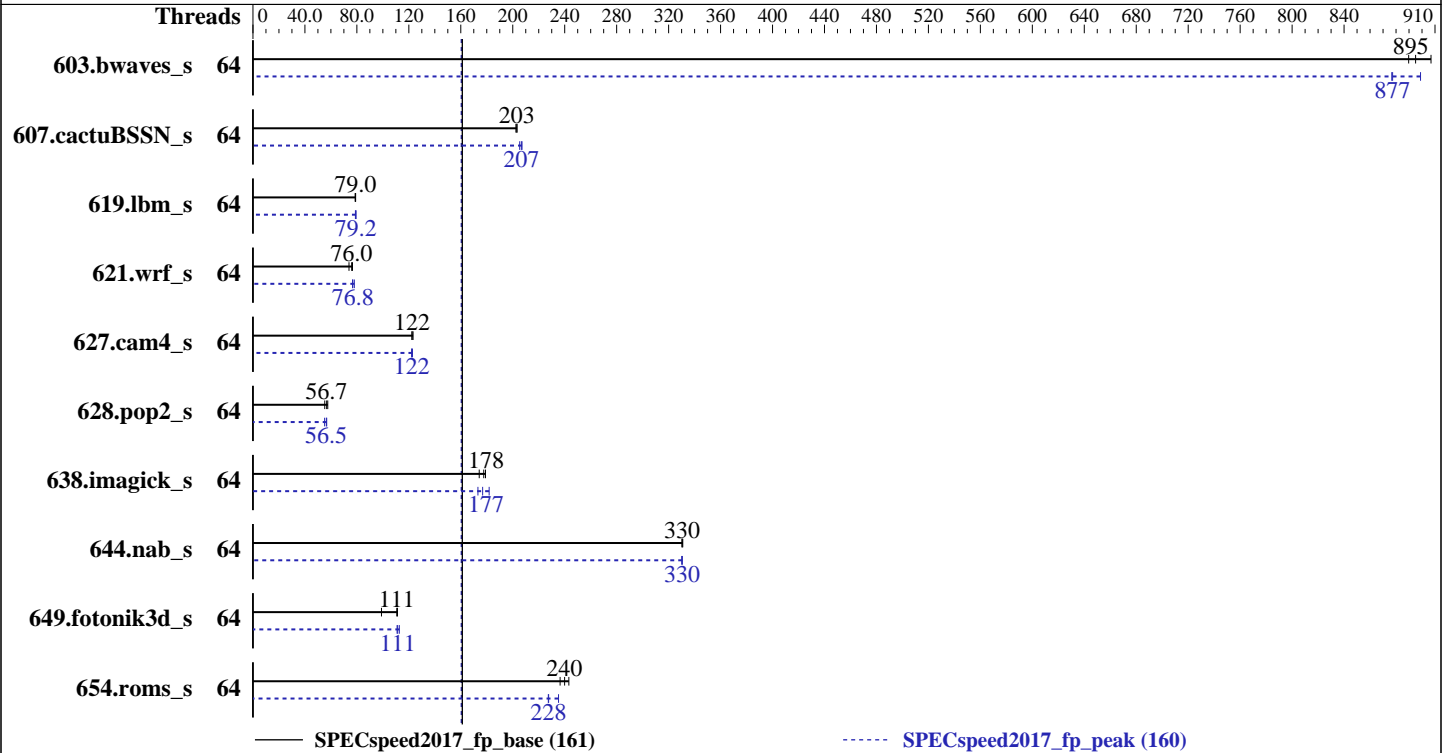 Threads 0 40.0 80.0 120 160 200 240 280 320 360 400 440 480 520 560 600 640 680 720 760 800 840 910
603.bwaves_s 64 895
877
607.cactuBSSN_s 64 203
207
619.lbm_s 64 79.0
79.2
621.wrf_s 64 76.0
76.8
627.cam4_s 64 122
122
628.pop2_s 64 56.7
56.5
638.imagick_s 64 178
177
644.nab_s 64 330
330
649.fotonik3d_s 64 111
111
654.roms_s 64 240
228
SPECspeed2017_fp_base (161) SPECspeed2017_fp_peak (160)